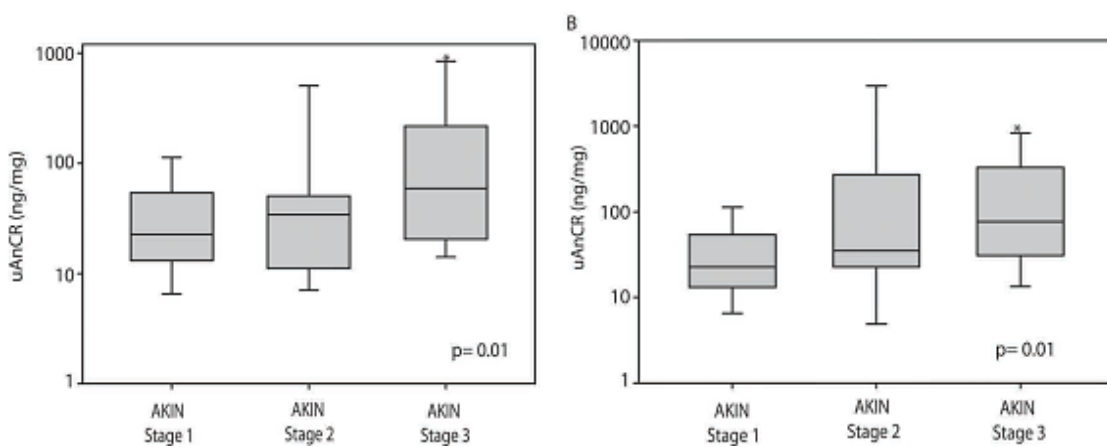 1000
100
10
1
uAnCR (ng/mg)
*
p= 0.01
AKIN
Stage 1
AKIN
Stage 2
AKIN
Stage 3
B
10000
1000
100
10
1
uAnCR (ng/mg)
*
p= 0.01
AKIN
Stage 1
AKIN
Stage 2
AKIN
Stage 3